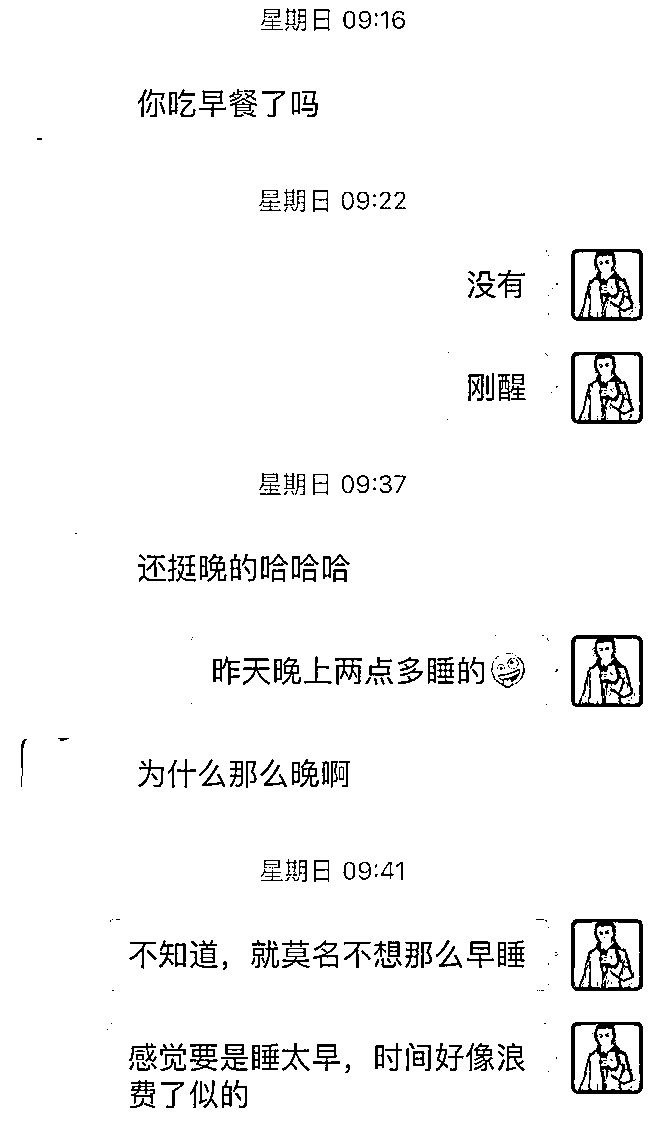 星期日 09:16
你吃早餐了吗
星期日 09:22
没有
刚醒
星期日 09:37
还挺晚的哈哈哈
昨天晚上两点多睡的🤪
为什么那么晚啊
星期日 09:41
不知道，就莫名不想那么早睡
感觉要是睡太早，时间好像浪
费了似的